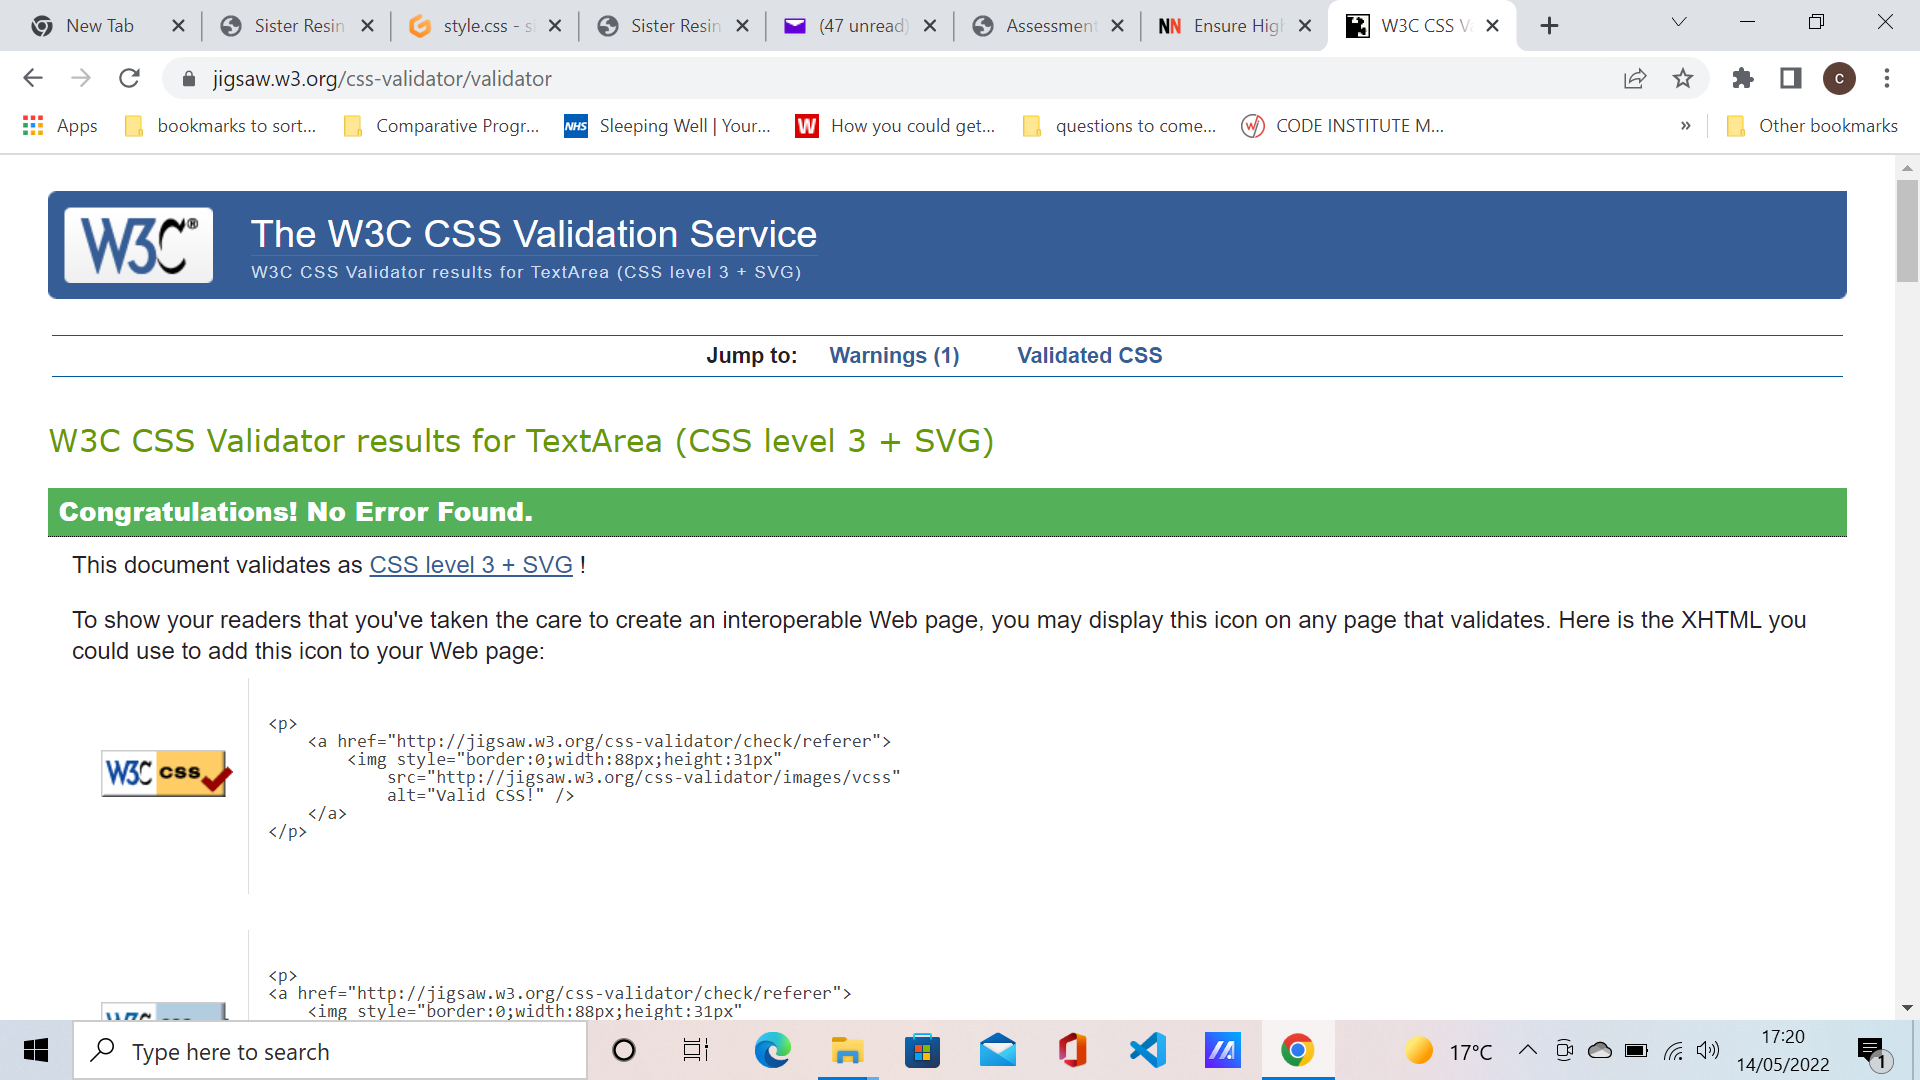 New Tab
Sister Resin
style.css - si
Sister Resin
(47 unread)
Assessment
NN Ensure High
W3C CSS Va
jigsaw.w3.org/css-validator/validator
c
Apps
bookmarks to sort...
Comparative Progr...
NHS Sleeping Well | Your...
W How you could get...
questions to come...
CODE INSTITUTE M...
»
Other bookmarks
W3C®
The W3C CSS Validation Service
W3C CSS Validator results for TextArea (CSS level 3 + SVG)
Jump to: Warnings (1) Validated CSS
W3C CSS Validator results for TextArea (CSS level 3 + SVG)
Congratulations! No Error Found.
This document validates as CSS level 3 + SVG !
To show your readers that you've taken the care to create an interoperable Web page, you may display this icon on any page that validates. Here is the XHTML you
could use to add this icon to your Web page:
W3C css
<p>
<a href="http://jigsaw.w3.org/css-validator/check/referer">
<img style="border:0;width:88px;height:31px"
src="http://jigsaw.w3.org/css-validator/images/vcss"
alt="Valid CSS!" />
</a>
</p>
<p>
<a href="http://jigsaw.w3.org/css-validator/check/referer">
<img style="border:0;width:88px;height:31px"
Type here to search
17°C
17:20
14/05/2022
1